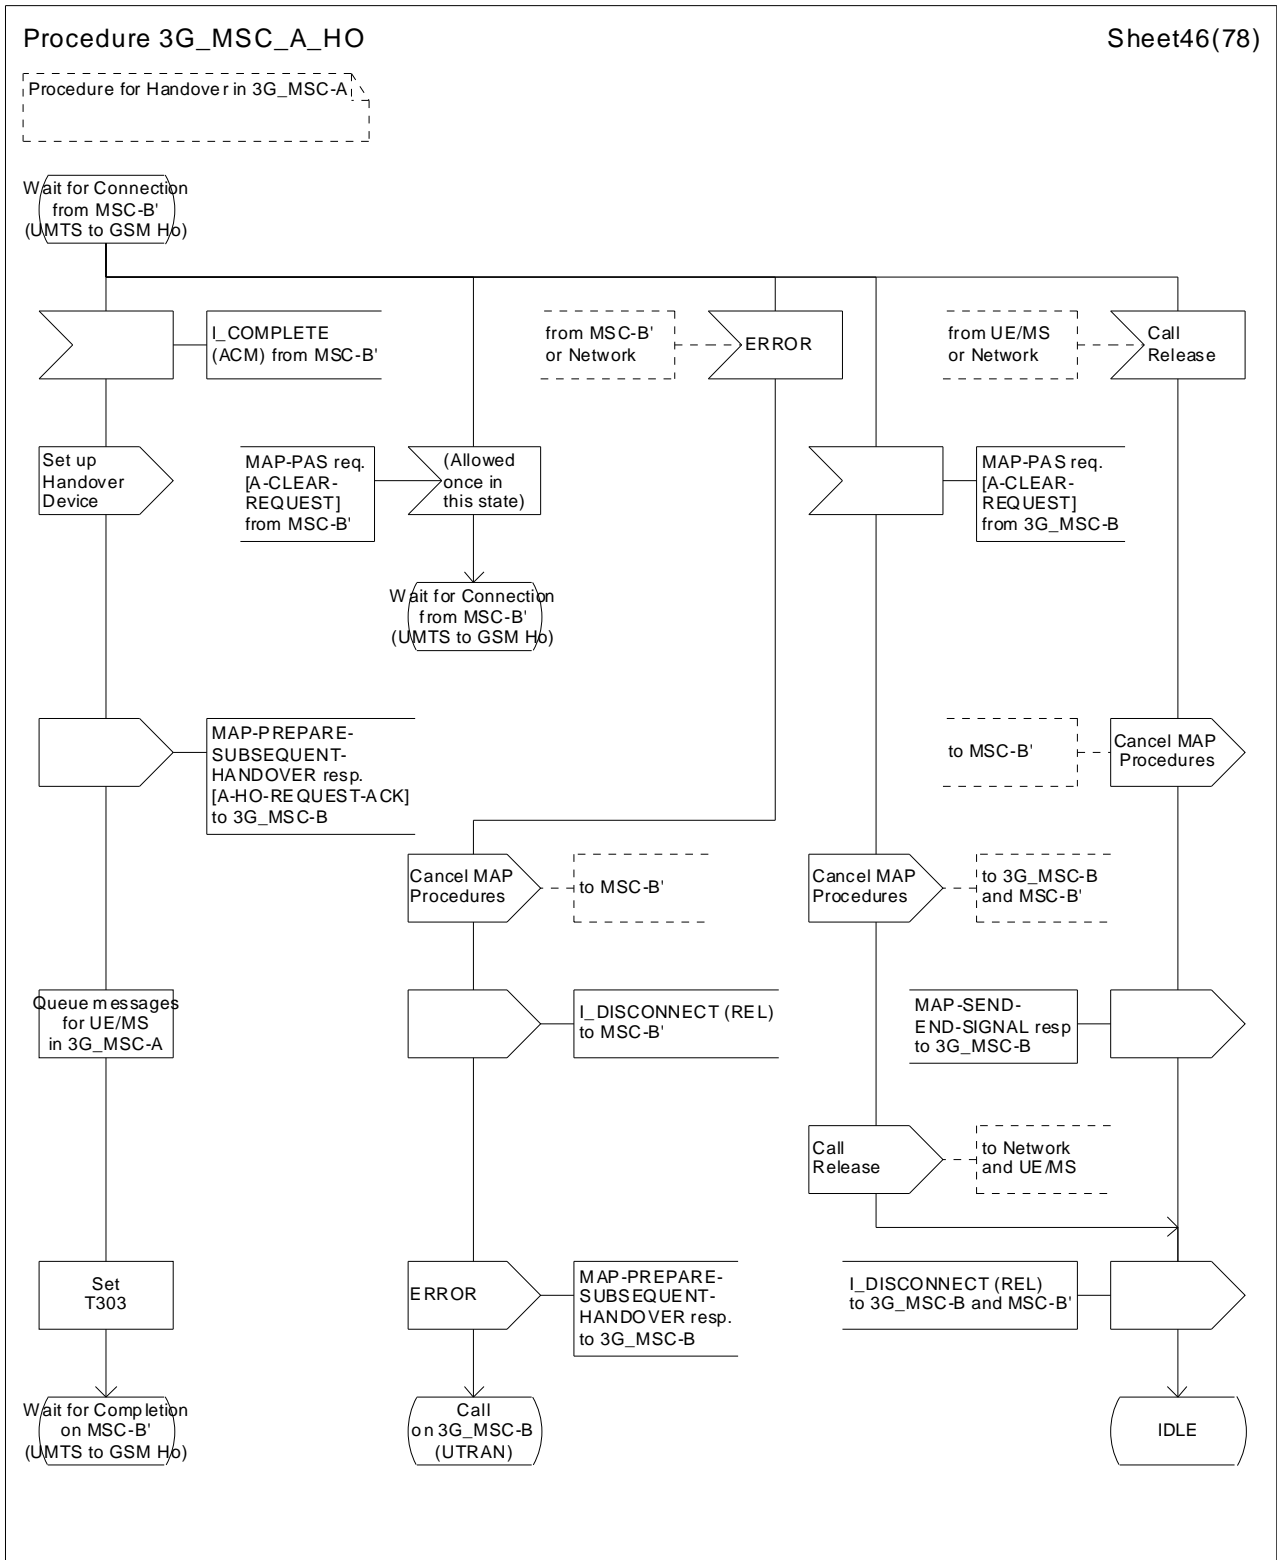 Procedure 3G_MSC_A_HO
Sheet46(78)
Procedure for Handover in 3G_MSC-A
Wait for Connection
from MSC-B'
(UMTS to GSM Ho)
I_COMPLETE
(ACM) from MSC-B'
from MSC-B'
or Network
ERROR
from UE/MS
or Network
Call
Release
Set up
Handover
Device
MAP-PAS req.
[A-CLEAR-
REQUEST]
from MSC-B'
(Allowed
once in
this state)
MAP-PAS req.
[A-CLEAR-
REQUEST]
from 3G_MSC-B
Wait for Connection
from MSC-B'
(UMTS to GSM Ho)
MAP-PREPARE-
SUBSEQUENT-
HANDOVER resp.
[A-HO-REQUEST-ACK]
to 3G_MSC-B
to MSC-B'
Cancel MAP
Procedures
Cancel MAP
Procedures
to MSC-B'
Cancel MAP
Procedures
to 3G_MSC-B
and MSC-B'
Queue messages
for UE/MS
in 3G_MSC-A
I_DISCONNECT (REL)
to MSC-B'
MAP-SEND-
END-SIGNAL resp
to 3G_MSC-B
Call
Release
to Network
and UE/MS
Set
T303
ERROR
MAP-PREPARE-
SUBSEQUENT-
HANDOVER resp.
to 3G_MSC-B
I_DISCONNECT (REL)
to 3G_MSC-B and MSC-B'
Wait for Completion
on MSC-B'
(UMTS to GSM Ho)
Call
on 3G_MSC-B
(UTRAN)
IDLE